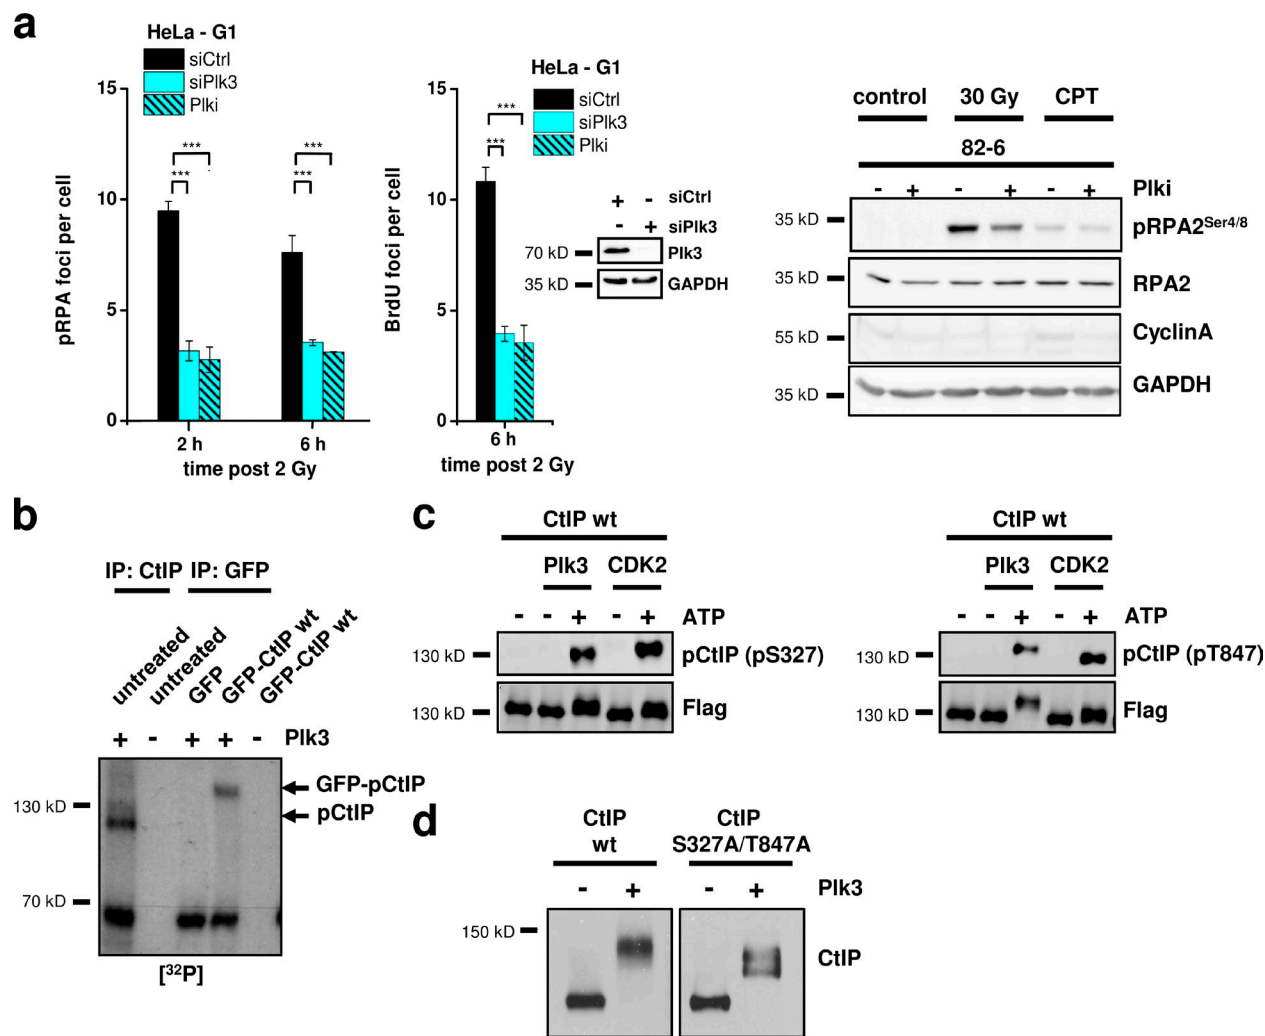 a
HeLa - G1
siCtrl
siPlk3
Plki
15
10
5
0
pRPA foci per cell
***
***
***
***
2 h
6 h
time post 2 Gy
HeLa - G1
siCtrl
siPlk3
Plki
15
10
5
0
BrdU foci per cell
***
***
6 h
time post 2 Gy
+ - siCtrl
- + siPlk3
70 kD Plk3
35 kD GAPDH
control 30 Gy CPT
82-6
- + - + - + Plki
35 kD pRPA2Ser4/8
35 kD RPA2
55 kD CyclinA
35 kD GAPDH
b
IP: CtIP IP: GFP
untreated
untreated
GFP
GFP-CtIP wt
GFP-CtIP wt
+ - + + - Plk3
GFP-pCtIP
130 kD
pCtIP
70 kD
[32P]
c
CtIP wt
Plk3 CDK2
- - + - + ATP
130 kD pCtIP (pS327)
130 kD Flag
CtIP wt
Plk3 CDK2
- - + - + ATP
130 kD pCtIP (pT847)
130 kD Flag
d
CtIP
wt
CtIP
S327A/T847A
- + - + Plk3
150 kD
CtIP